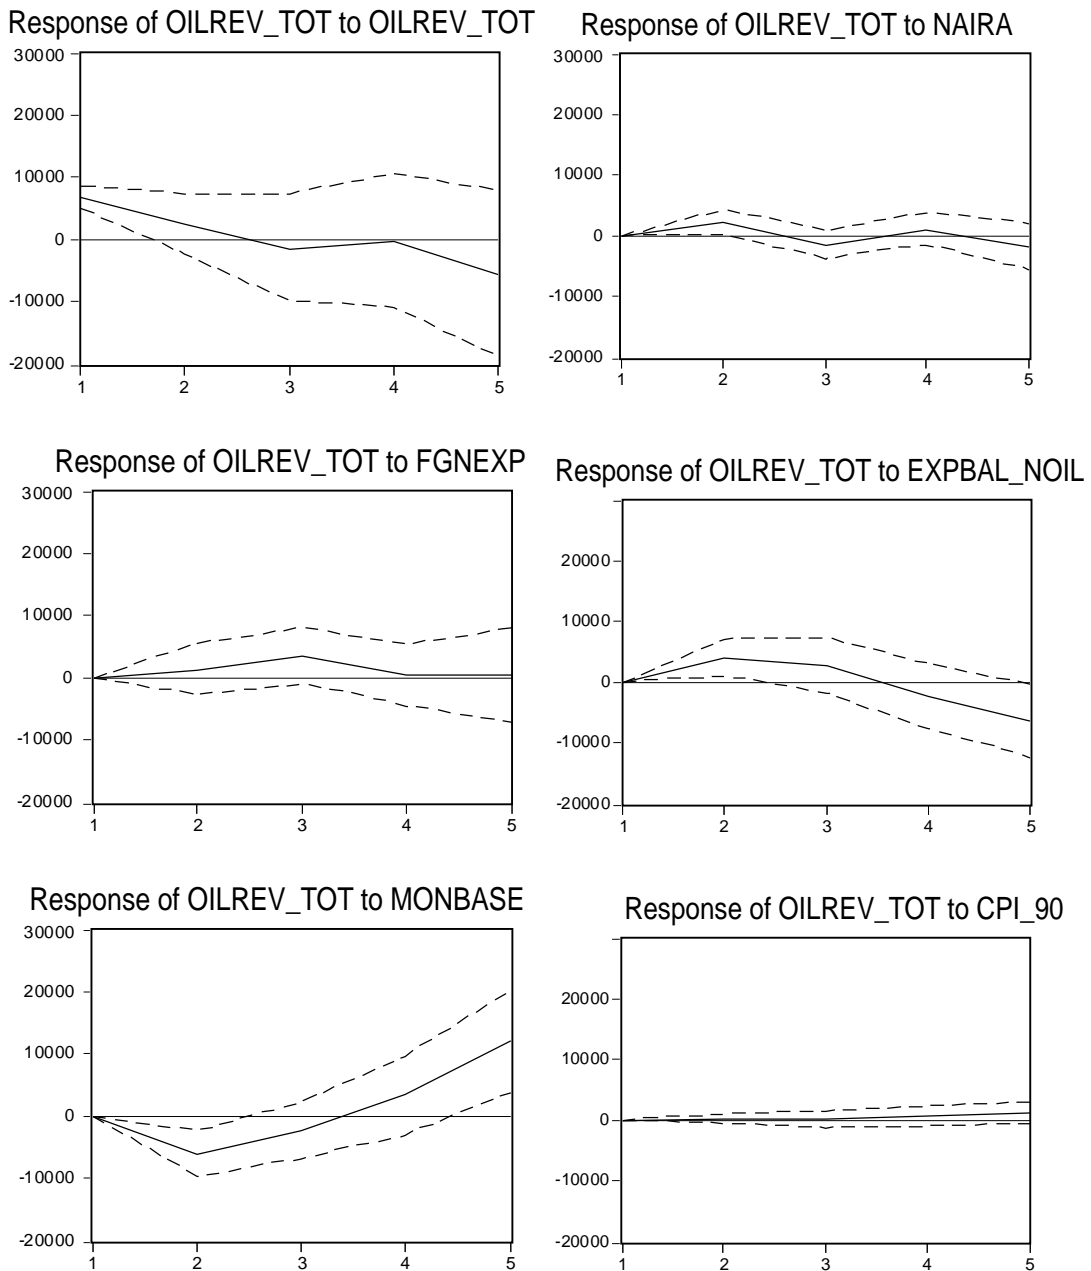 Response of OILREV_TOT to OILREV_TOT
30000
20000
10000
0
-10000
-20000
1 2 3 4 5
Response of OILREV_TOT to NAIRA
30000
20000
10000
0
-10000
-20000
1 2 3 4 5
Response of OILREV_TOT to FGNEXP
30000
20000
10000
0
-10000
-20000
1 2 3 4 5
Response of OILREV_TOT to EXPBAL_NOIL
20000
10000
0
-10000
-20000
1 2 3 4 5
Response of OILREV_TOT to MONBASE
30000
20000
10000
0
-10000
-20000
1 2 3 4 5
Response of OILREV_TOT to CPI_90
20000
10000
0
-10000
-20000
1 2 3 4 5